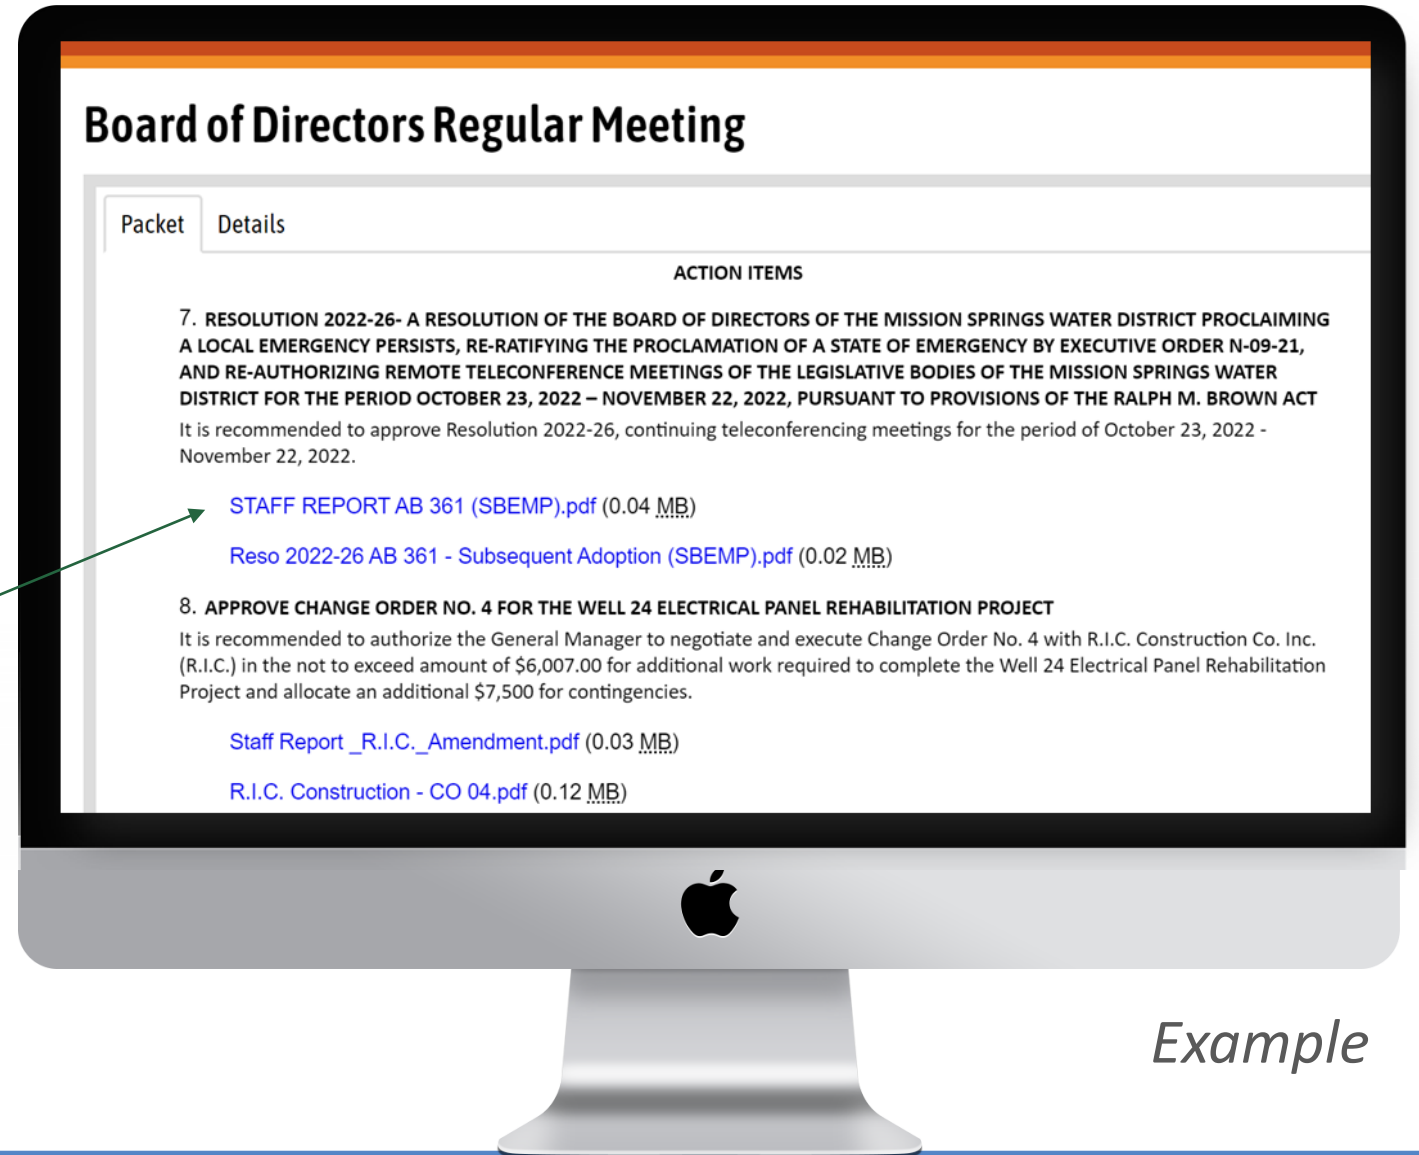 Board of Directors Regular Meeting
Packet
Details
ACTION ITEMS
7. RESOLUTION 2022-26- A RESOLUTION OF THE BOARD OF DIRECTORS OF THE MISSION SPRINGS WATER DISTRICT PROCLAIMING
A LOCAL EMERGENCY PERSISTS, RE-RATIFYING THE PROCLAMATION OF A STATE OF EMERGENCY BY EXECUTIVE ORDER N-09-21,
AND RE-AUTHORIZING REMOTE TELECONFERENCE MEETINGS OF THE LEGISLATIVE BODIES OF THE MISSION SPRINGS WATER
DISTRICT FOR THE PERIOD OCTOBER 23, 2022 – NOVEMBER 22, 2022, PURSUANT TO PROVISIONS OF THE RALPH M. BROWN ACT
It is recommended to approve Resolution 2022-26, continuing teleconferencing meetings for the period of October 23, 2022 -
November 22, 2022.
STAFF REPORT AB 361 (SBEMP).pdf (0.04 MB)
Reso 2022-26 AB 361 - Subsequent Adoption (SBEMP).pdf (0.02 MB)
8. APPROVE CHANGE ORDER NO. 4 FOR THE WELL 24 ELECTRICAL PANEL REHABILITATION PROJECT
It is recommended to authorize the General Manager to negotiate and execute Change Order No. 4 with R.I.C. Construction Co. Inc.
(R.I.C.) in the not to exceed amount of $6,007.00 for additional work required to complete the Well 24 Electrical Panel Rehabilitation
Project and allocate an additional $7,500 for contingencies.
Staff Report _R.I.C._Amendment.pdf (0.03 MB)
R.I.C. Construction - CO 04.pdf (0.12 MB)
Example